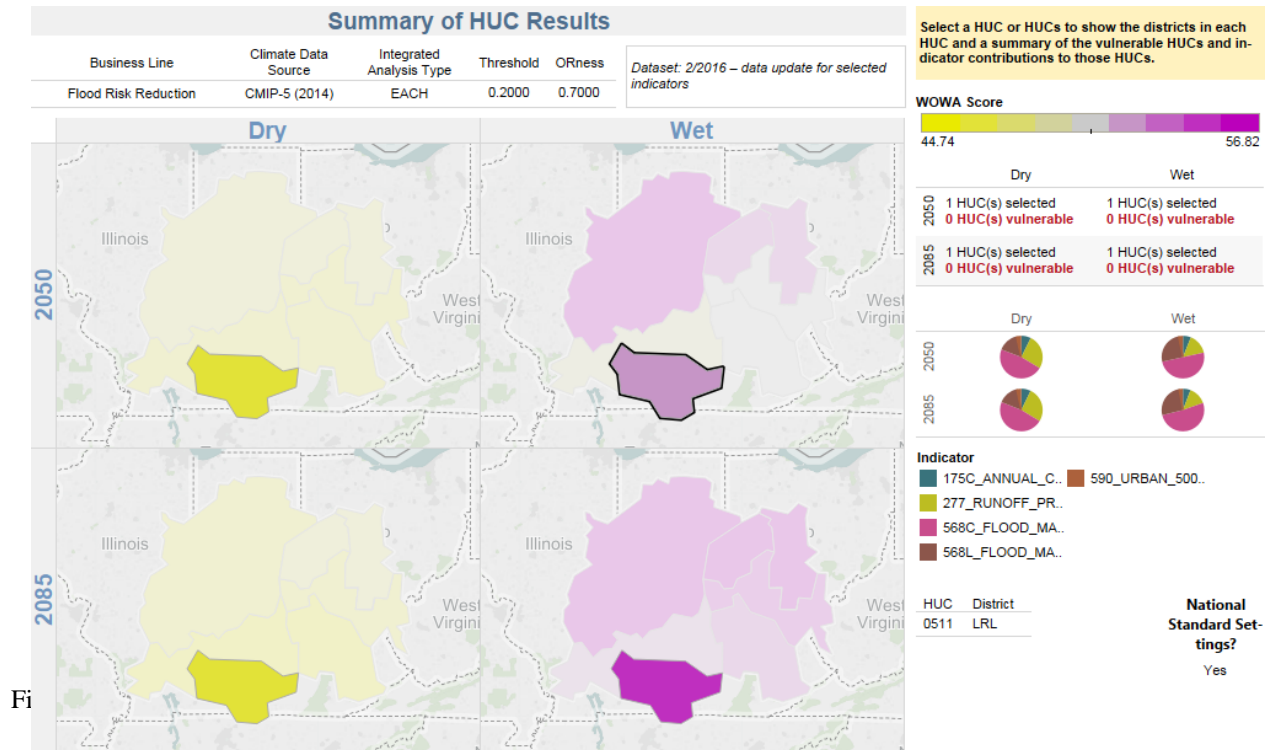 Summary of HUC Results
Business Line
Climate Data
Source
Integrated
Analysis Type
Threshold
ORness
Flood Risk Reduction
CMIP-5 (2014)
EACH
0.2000
0.7000
Dataset: 2/2016 – data update for selected
indicators
Select a HUC or HUCs to show the districts in each
HUC and a summary of the vulnerable HUCs and in-
dicator contributions to those HUCs.
Dry
Wet
2050
Illinois
West
Virgini
Illinois
West
Virgini
2085
Illinois
West
Virgini
Illinois
West
Virgini
WOWA Score
44.74
56.82
Dry
Wet
2050
1 HUC(s) selected
0 HUC(s) vulnerable
1 HUC(s) selected
0 HUC(s) vulnerable
2085
1 HUC(s) selected
0 HUC(s) vulnerable
1 HUC(s) selected
0 HUC(s) vulnerable
Dry
Wet
2050
2085
Indicator
175C_ANNUAL_C..
590_URBAN_500..
277_RUNOFF_PR..
568C_FLOOD_MA..
568L_FLOOD_MA..
HUC District
0511 LRL
National
Standard Set-
tings?
Yes
Fi